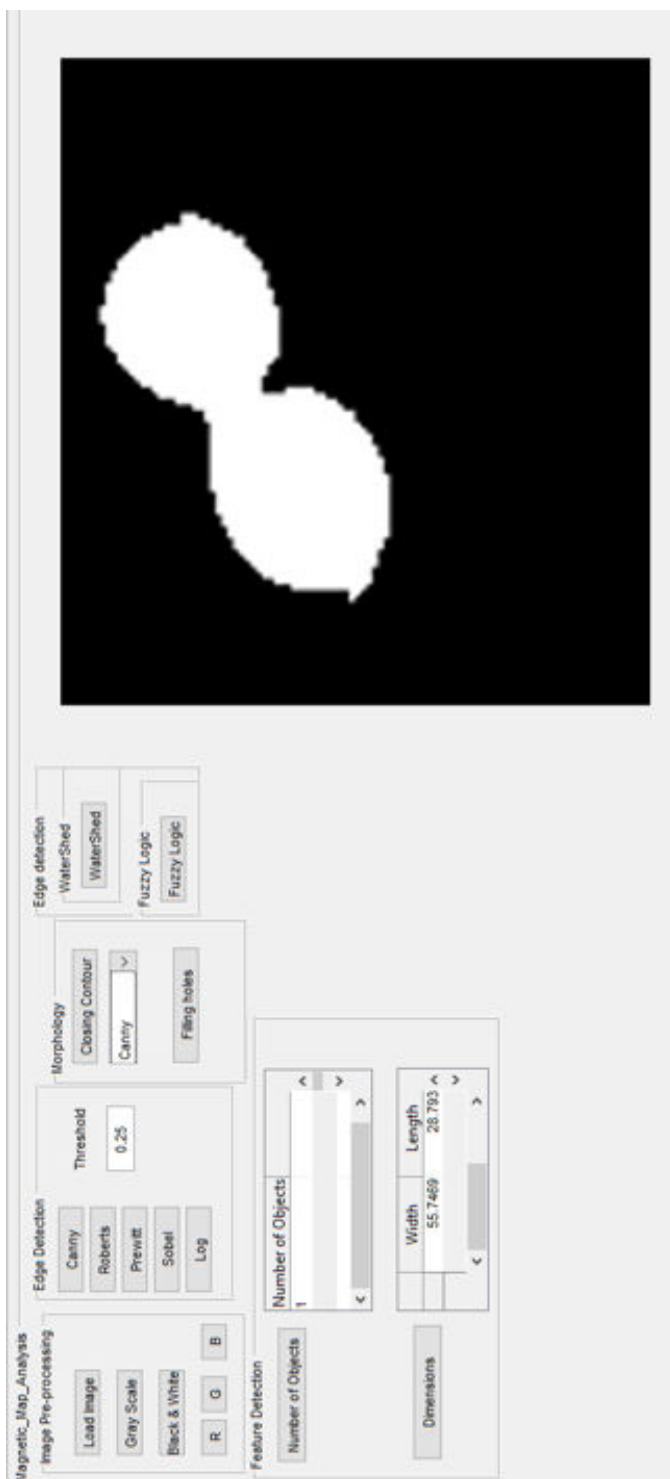 Magnetic_Map_Analysis
Image Pre-processing
Load Image
Gray Scale
Black & White
R G B
Edge Detection
Canny
Roberts
Prewitt
Sobel
Log
Threshold
0.25
Morphology
Closing Contour
Canny
Filling holes
Edge detection
WaterShed
WaterShed
Fuzzy Logic
Fuzzy Logic
Feature Detection
Number of Objects
Number of Objects
1
Dimensions
Width Length
55.7469 28.793